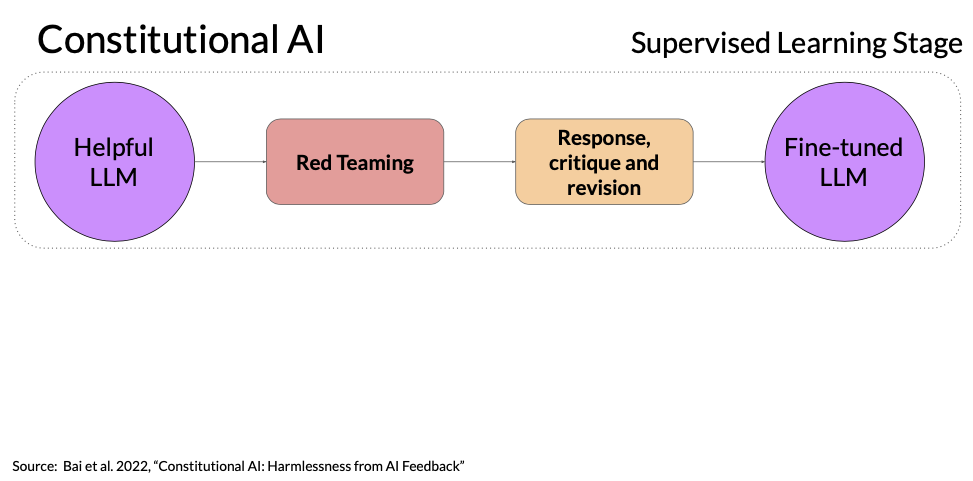 Constitutional AI
Supervised Learning Stage
Helpful
LLM
Red Teaming
Response,
critique and
revision
Fine-tuned
LLM
Source:  Bai et al. 2022, “Constitutional AI: Harmlessness from AI Feedback”